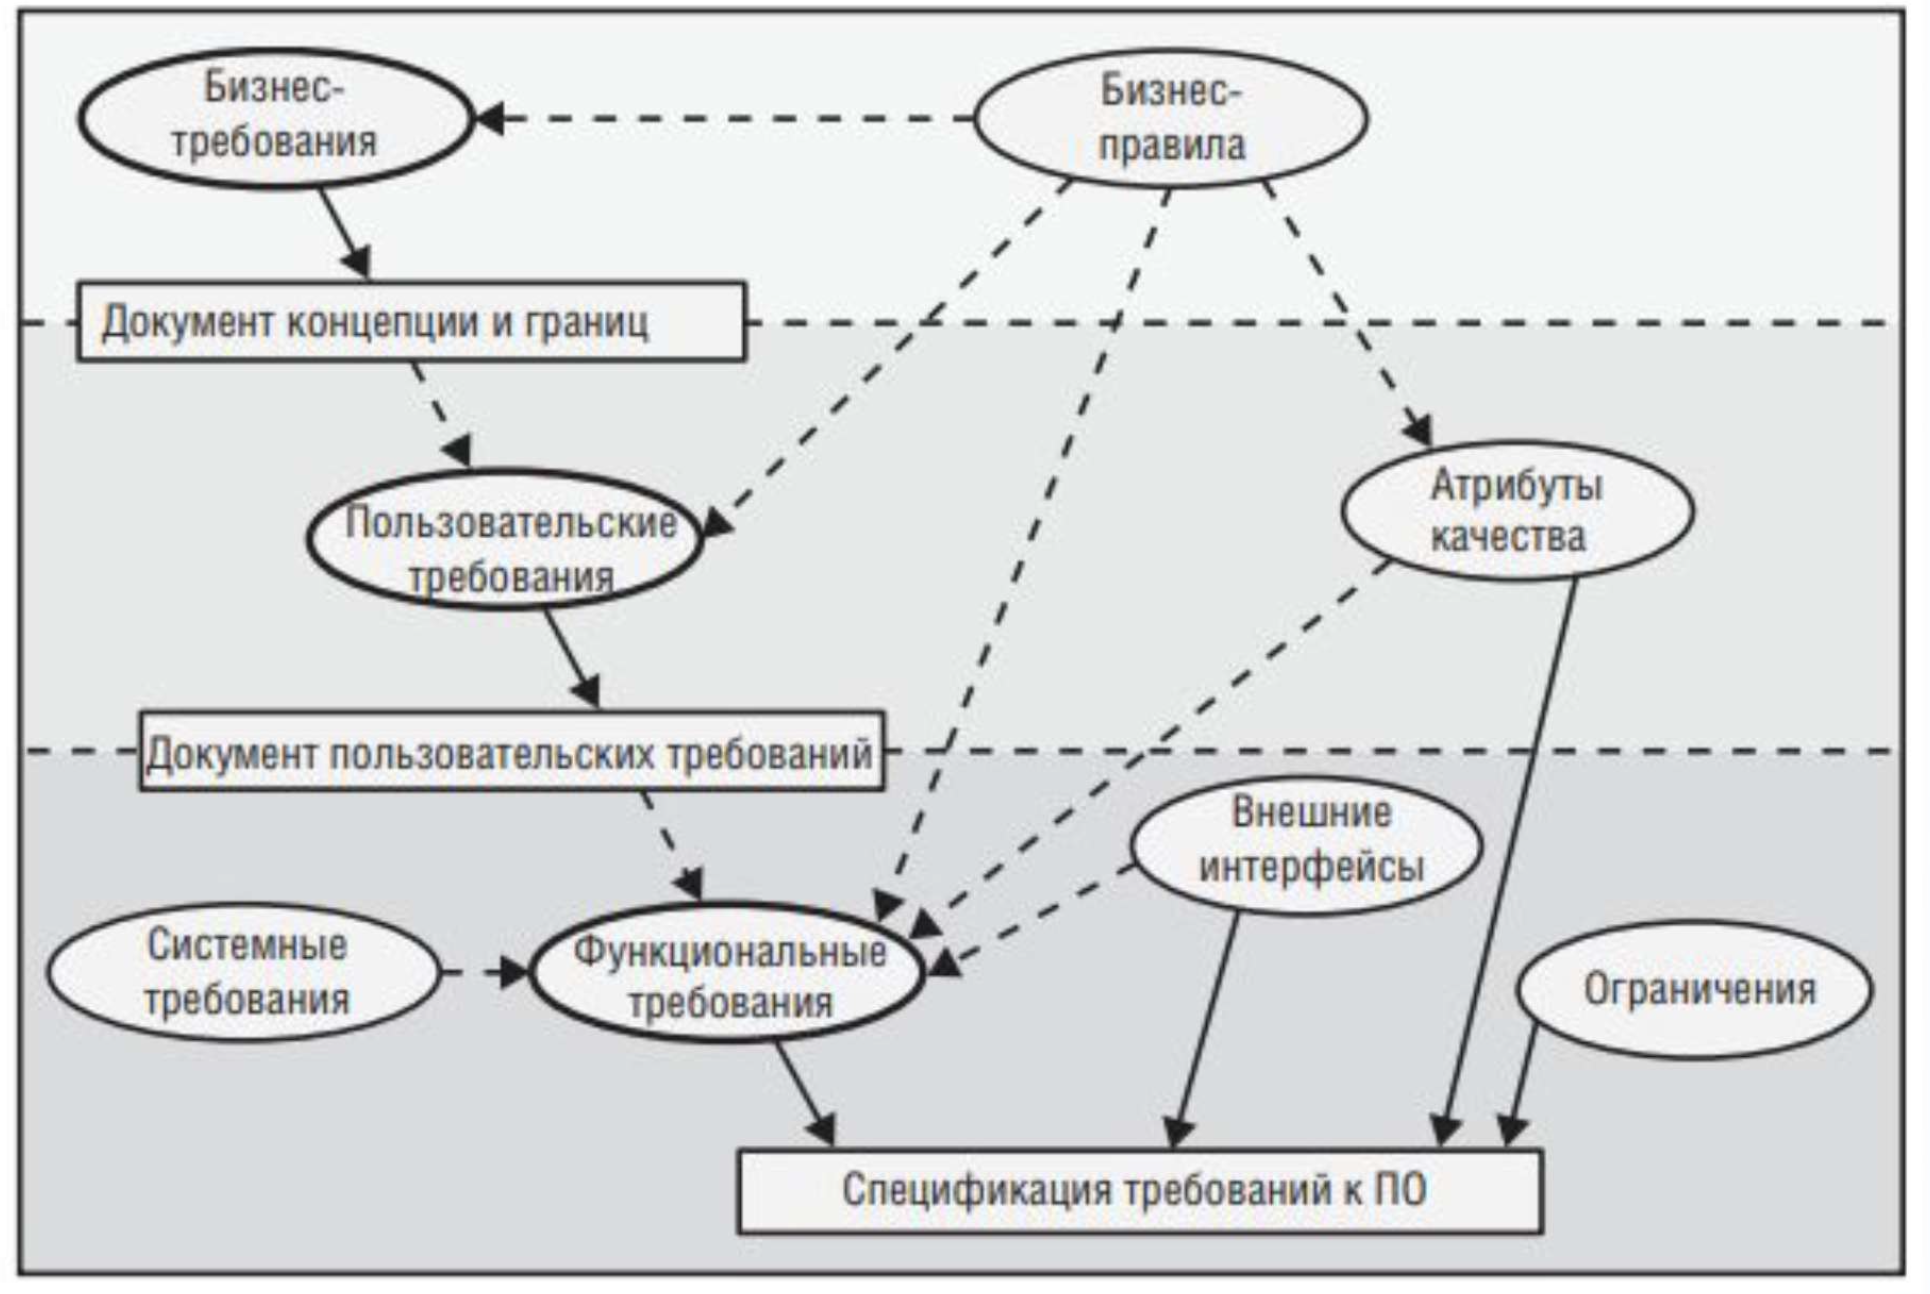 Бизнес-
требования
Бизнес-
правила
Документ концепции и границ
Пользовательские
требования
Атрибуты
качества
Документ пользовательских требований
Внешние
интерфейсы
Системные
требования
Функциональные
требования
Ограничения
Спецификация требований к ПО